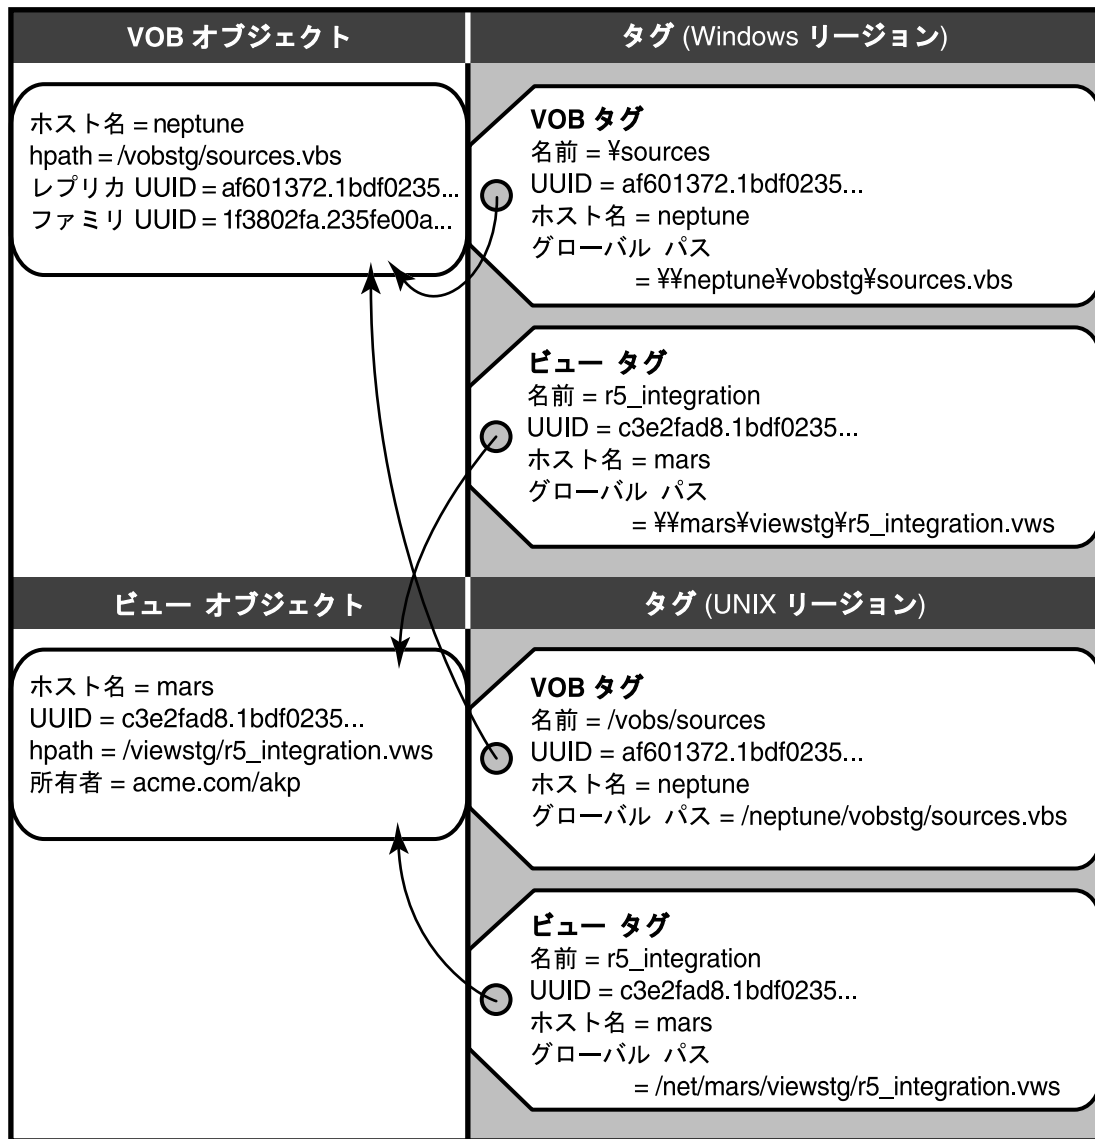 VOB オブジェクト
ホスト名 = neptune
hpath = /vobstg/sources.vbs
レプリカ UUID = af601372.1bdf0235...
ファミリ UUID = 1f3802fa.235fe00a...
タグ (Windows リージョン)
VOB タグ
名前 = ¥sources
UUID = af601372.1bdf0235...
ホスト名 = neptune
グローバル パス
= ¥¥neptune¥vobstg¥sources.vbs
ビュー タグ
名前 = r5_integration
UUID = c3e2fad8.1bdf0235...
ホスト名 = mars
グローバル パス
= ¥¥mars¥viewstg¥r5_integration.vws
ビュー オブジェクト
ホスト名 = mars
UUID = c3e2fad8.1bdf0235...
hpath = /viewstg/r5_integration.vws
所有者 = acme.com/akp
タグ (UNIX リージョン)
VOB タグ
名前 = /vobs/sources
UUID = af601372.1bdf0235...
ホスト名 = neptune
グローバル パス = /neptune/vobstg/sources.vbs
ビュー タグ
名前 = r5_integration
UUID = c3e2fad8.1bdf0235...
ホスト名 = mars
グローバル パス
= /net/mars/viewstg/r5_integration.vws